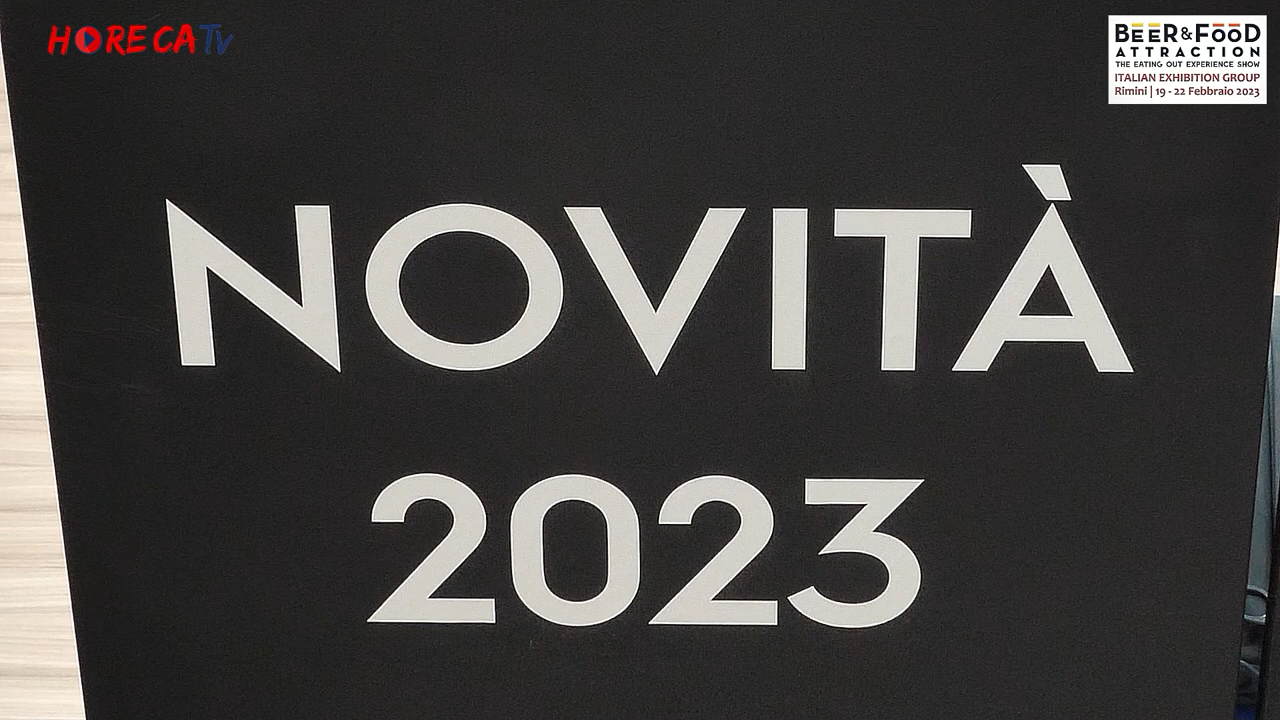 HORECATV
BEER&FOOD
ATTRACTION
THE EATING OUT EXPERIENCE SHOW
ITALIAN EXHIBITION GROUP
Rimini | 19 - 22 Febbraio 2023
NOVITÀ
2023